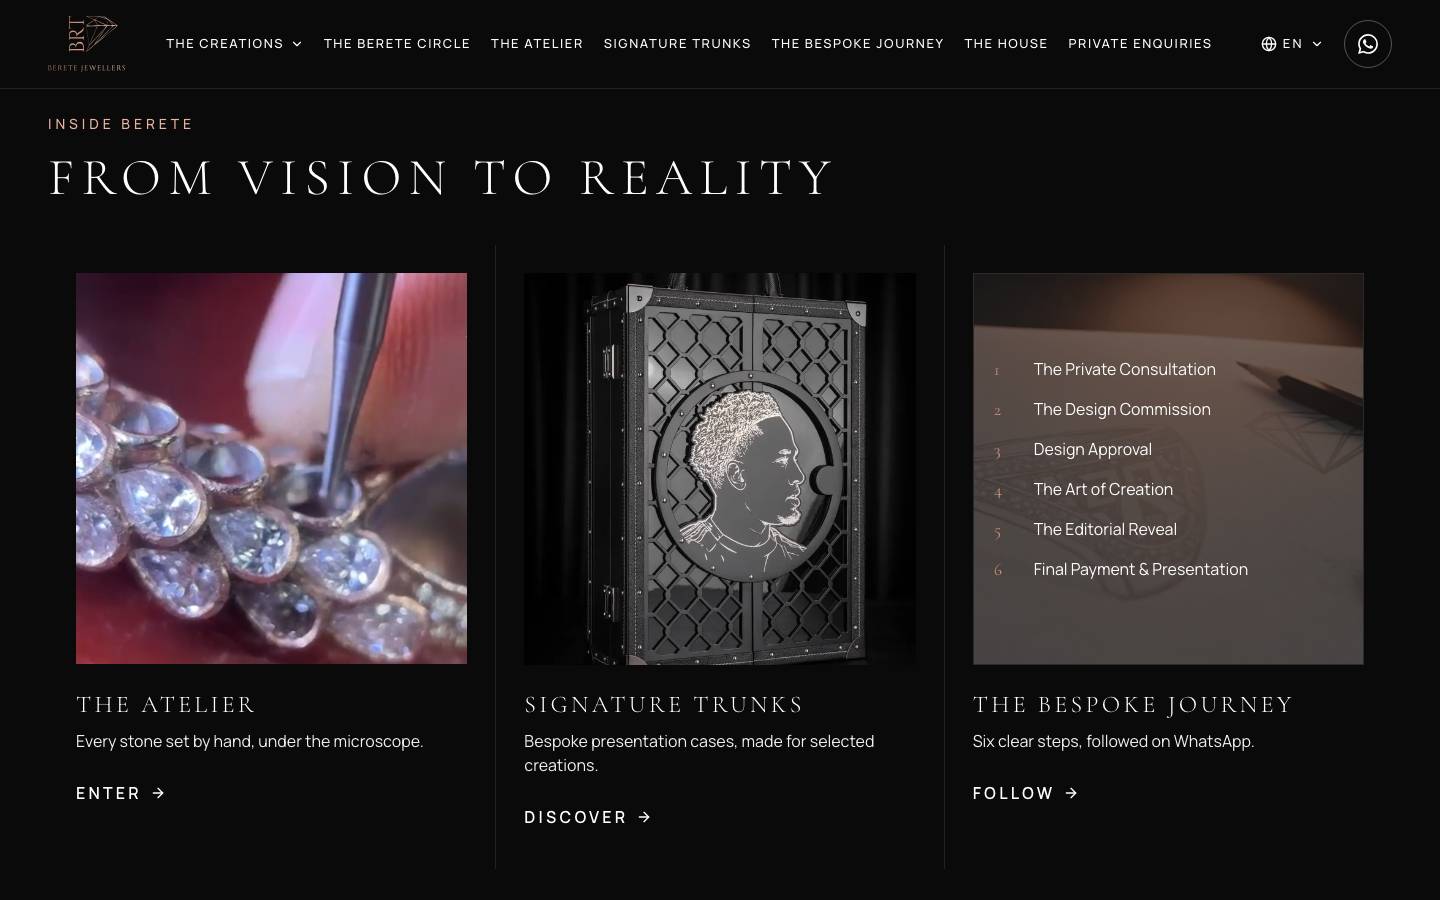 BRT
BERETE JEWELLERS
THE CREATIONS
THE BERETE CIRCLE
THE ATELIER
SIGNATURE TRUNKS
THE BESPOKE JOURNEY
THE HOUSE
PRIVATE ENQUIRIES
EN
INSIDE BERETE
FROM VISION TO REALITY
1 The Private Consultation
2 The Design Commission
3 Design Approval
4 The Art of Creation
5 The Editorial Reveal
6 Final Payment & Presentation
THE ATELIER
Every stone set by hand, under the microscope.
ENTER →
SIGNATURE TRUNKS
Bespoke presentation cases, made for selected
creations.
DISCOVER →
THE BESPOKE JOURNEY
Six clear steps, followed on WhatsApp.
FOLLOW →